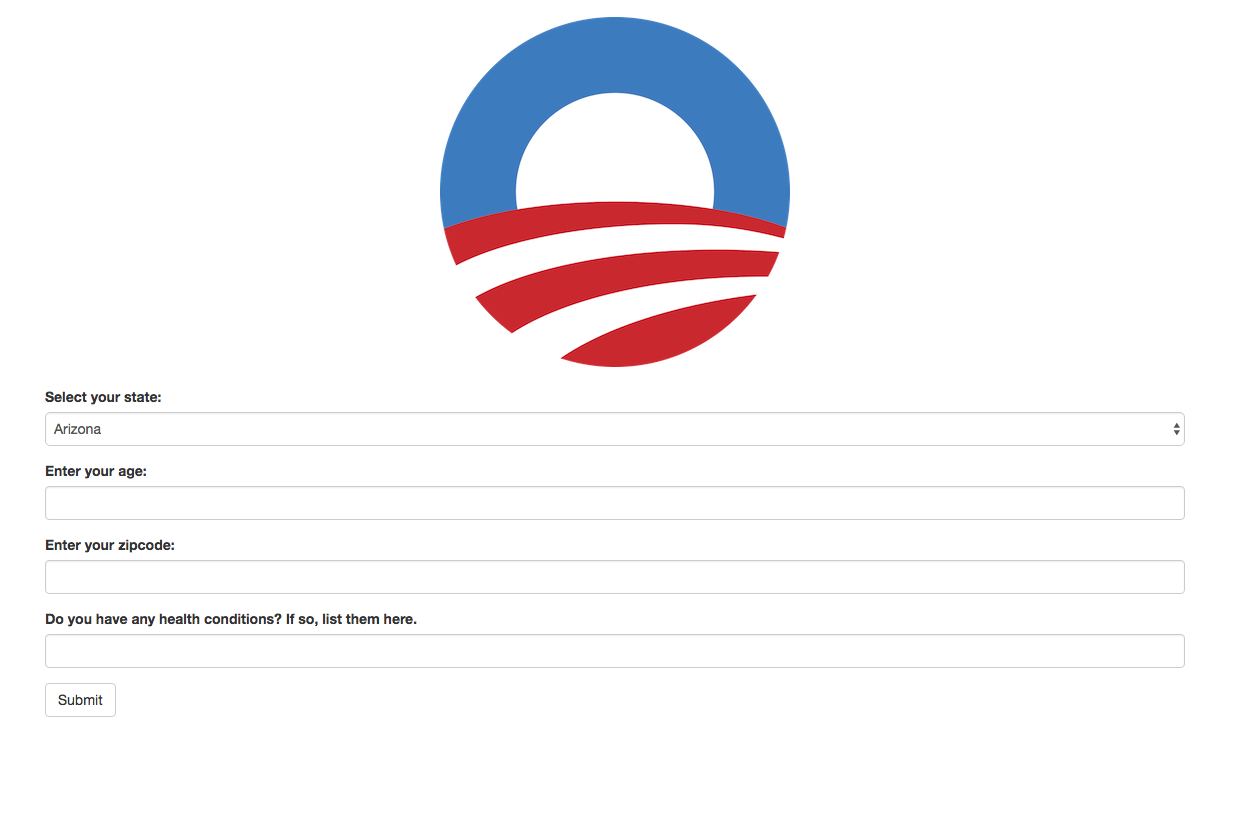 Select your state:
Arizona
Enter your age:
Enter your zipcode:
Do you have any health conditions? If so, list them here.
Submit